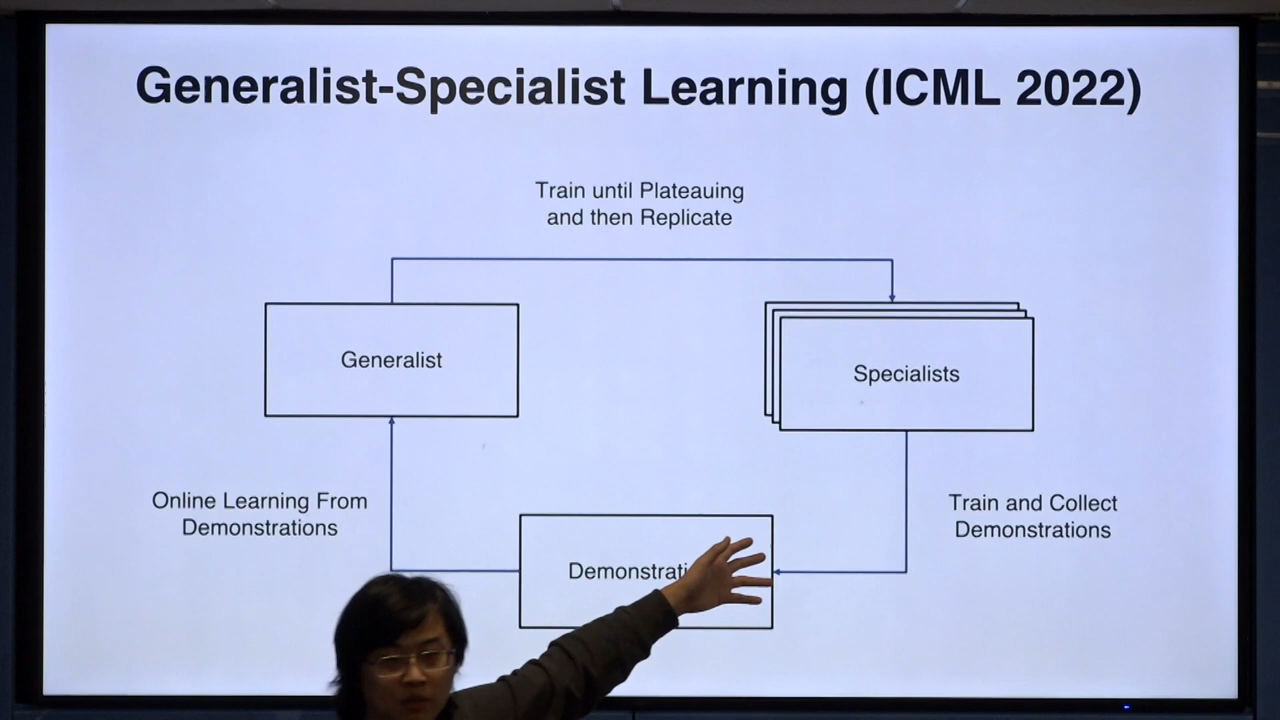 Generalist-Specialist Learning (ICML 2022)
Train until Plateauing
and then Replicate
Generalist
Specialists
Online Learning From
Demonstrations
Train and Collect
Demonstrations